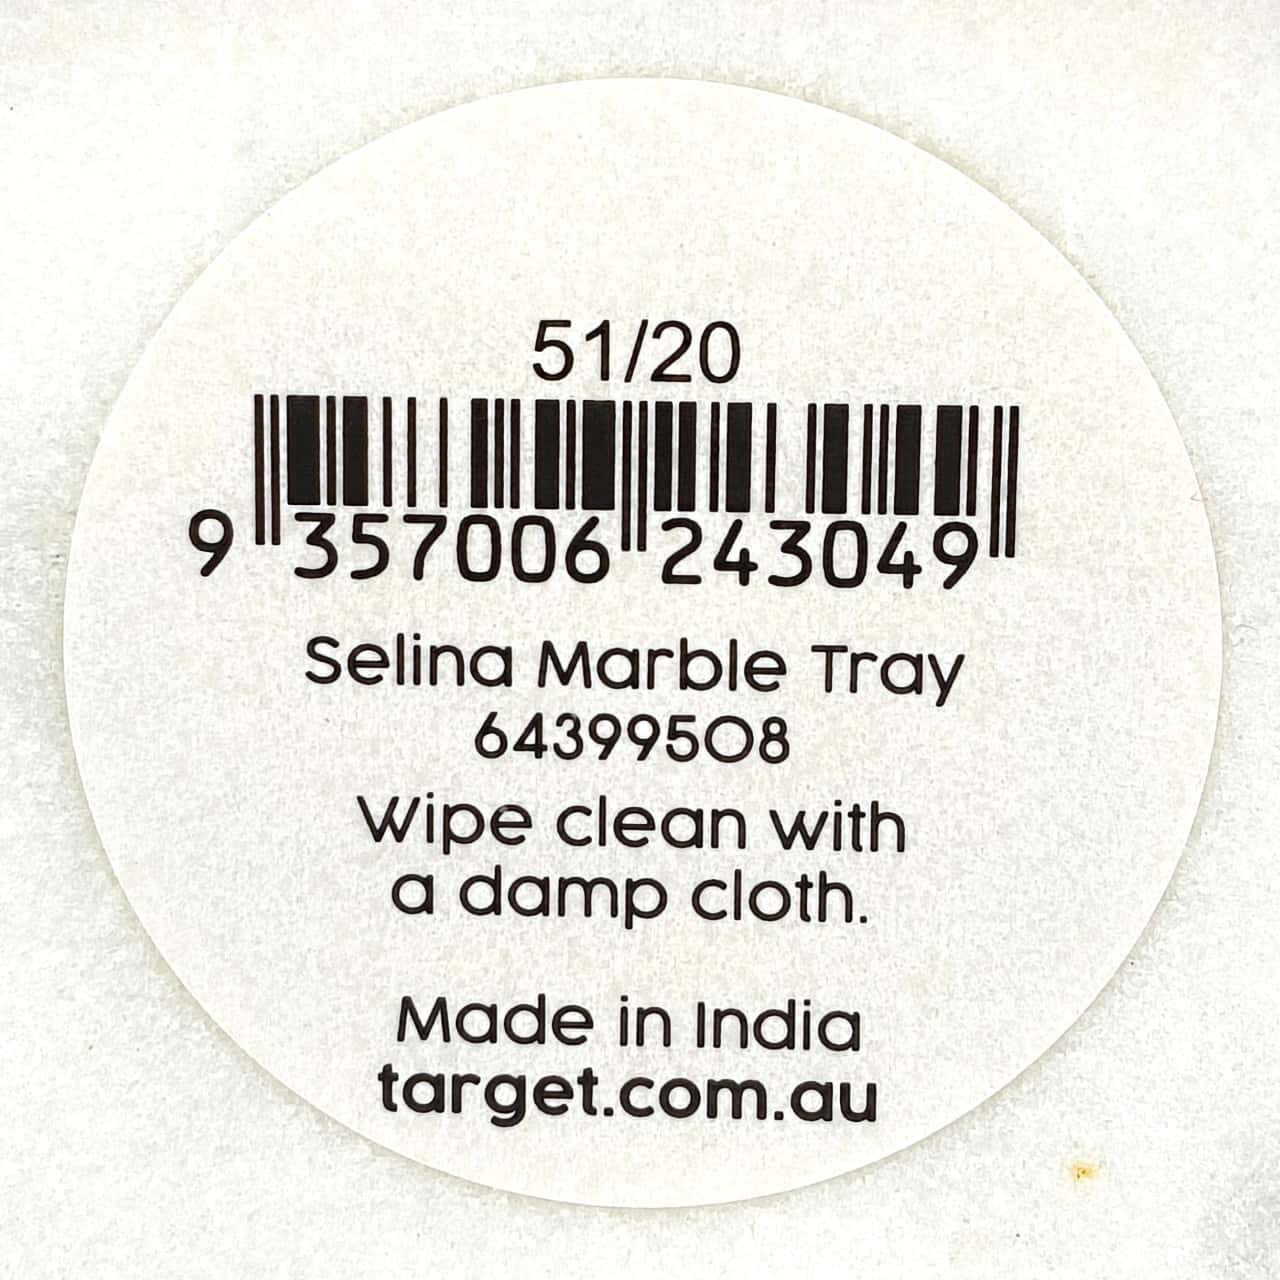 51/20
9 357006 243049
Selina Marble Tray
64399508
Wipe clean with
a damp cloth.
Made in India
target.com.au